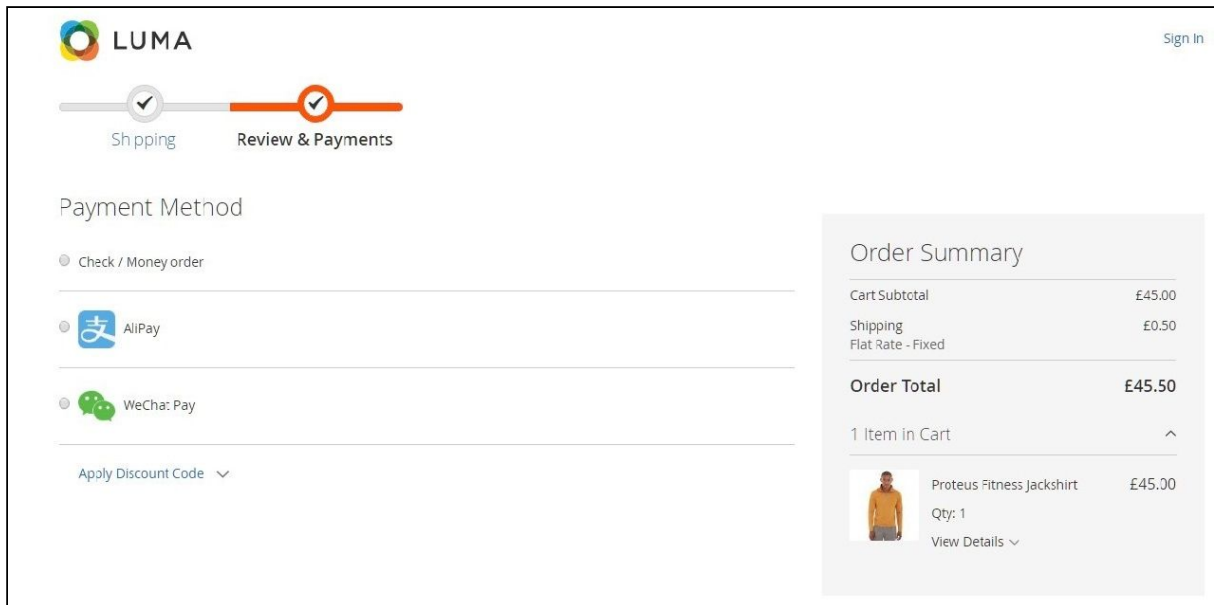 LUMA
Sign In
Shipping
Review & Payments
Payment Method
Check / Money order
支 AliPay
WeChat Pay
Apply Discount Code
Order Summary
Cart Subtotal £45.00
Shipping £0.50
Flat Rate - Fixed
Order Total £45.50
1 Item in Cart
Proteus Fitness Jackshirt £45.00
Qty: 1
View Details